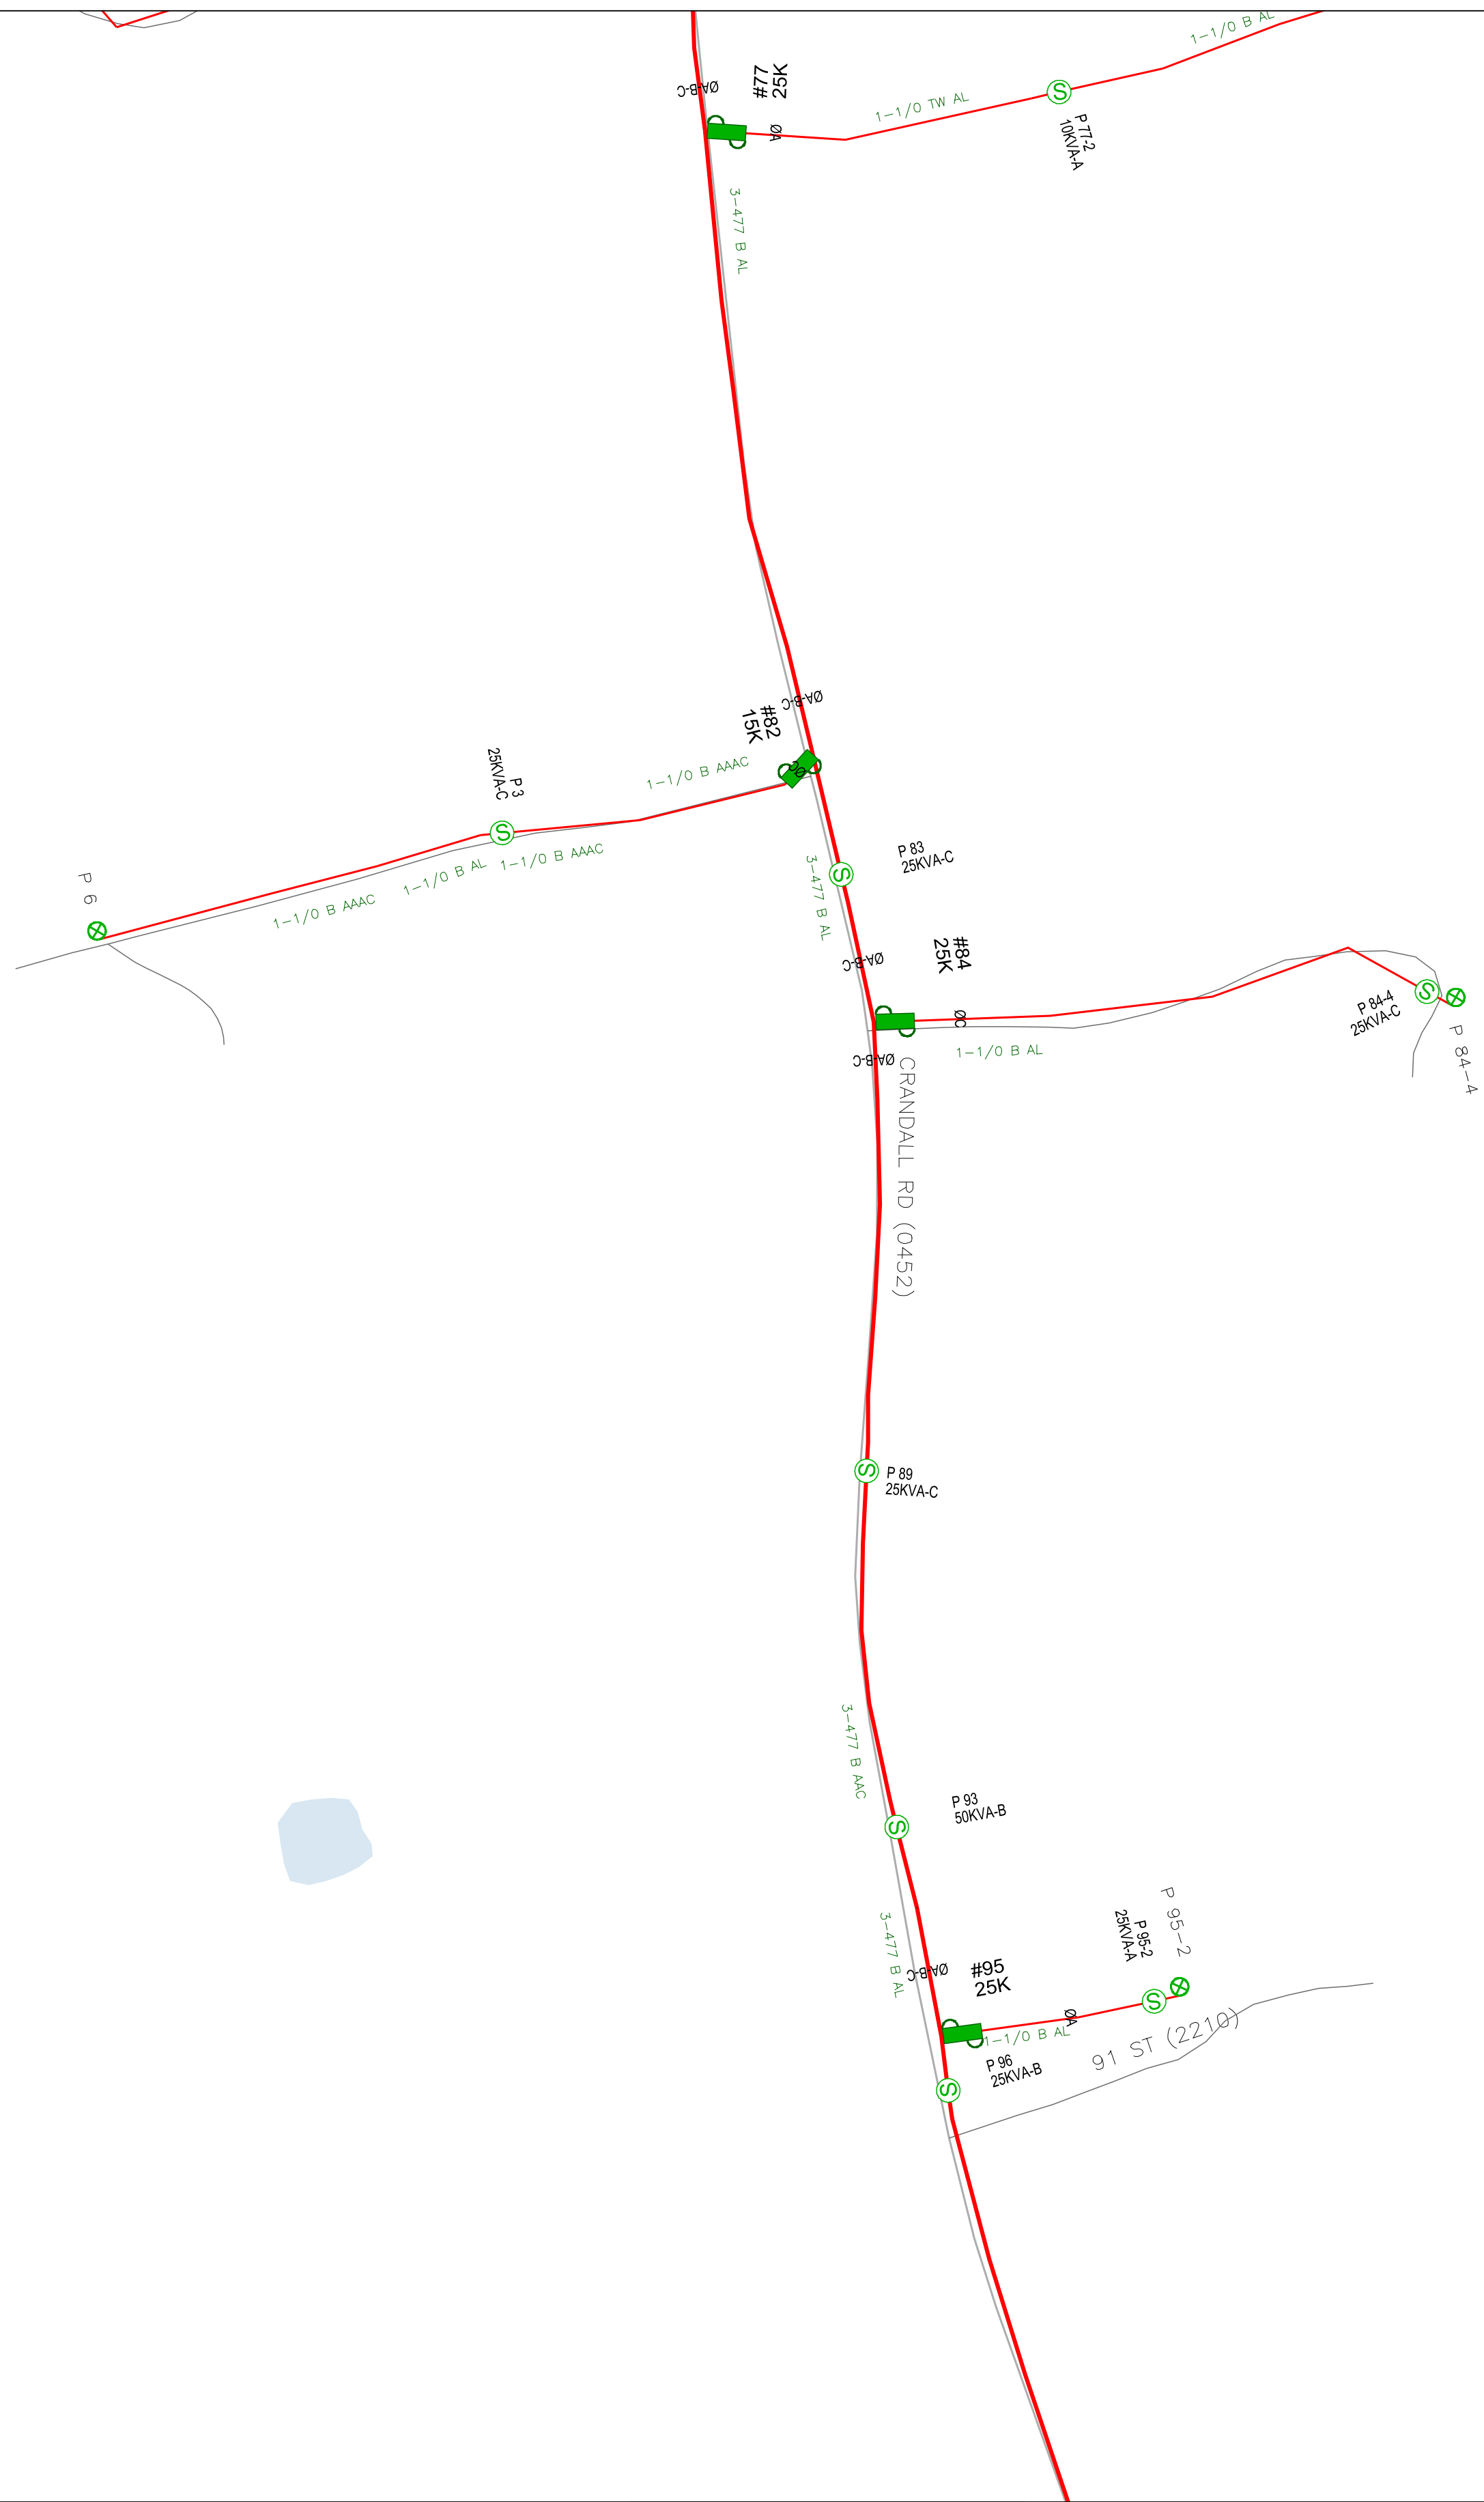 1-1/0 B AL
ØA-B-C
#77
25K
ØA
1-1/0 TW AL
S
P 77-2
10KVA-A
3-477 B AL
ØA-B-C
#82
15K
ØC
1-1/0 B AAAC
P 3
25KVA-C
S
1-1/0 B AAAC
1-1/0 B AL
1-1/0 B AAAC
P 6
P 83
25KVA-C
S
3-477 B AL
ØA-B-C
#84
25K
ØC
1-1/0 B AL
ØA-B-C
P 84-4
25KVA-C
S
P 84-4
CRANDALL RD (0452)
S
P 89
25KVA-C
3-477 B AAC
P 93
50KVA-B
S
3-477 B AL
ØA-B-C
#95
25K
ØA
1-1/0 B AL
P 95-2
25KVA-A
P 95-2
S
91 ST (2210)
P 96
25KVA-B
S